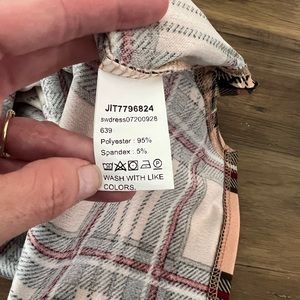 JIT7796824
swdress07200928
639
Polyester : 95%
Spandex : 5%
WASH WITH LIKE
COLORS.